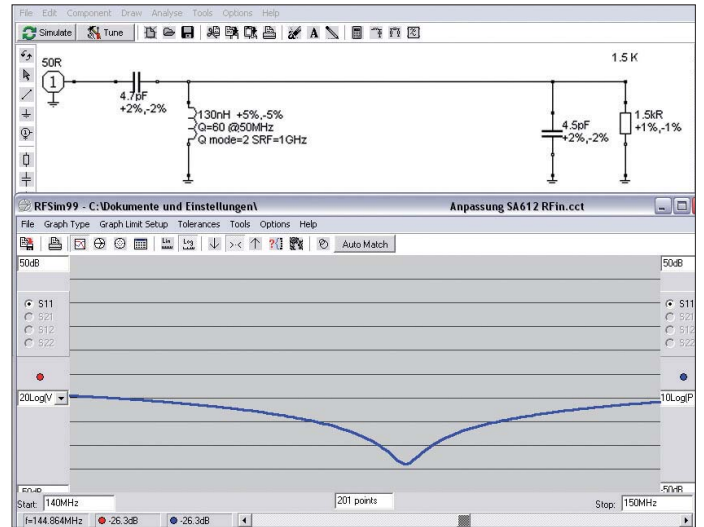 File Edit Component Draw Analyse Tools Options Help
Simulate Tune
50R
1
4.7pF
+2%,-2%
130nH +5%,-5%
Q=60 @50MHz
Q mode=2 SRF=1GHz
1.5 K
4.5pF
+2%,-2%
1.5kR
+1%,-1%
RFSim99 - C:\Dokumente und Einstellungen\ Anpassung SA612 RFin.cct
File Graph Type Graph Limit Setup Tolerances Tools Options Help
Lin Log Auto Match
50dB 50dB
S11 S11
S21 S21
S12 S12
S22 S22
20Log(V 10Log(P
-50dB -50dB
Start: 140MHz 201 points Stop: 150MHz
f=144.864MHz -26.3dB -26.3dB